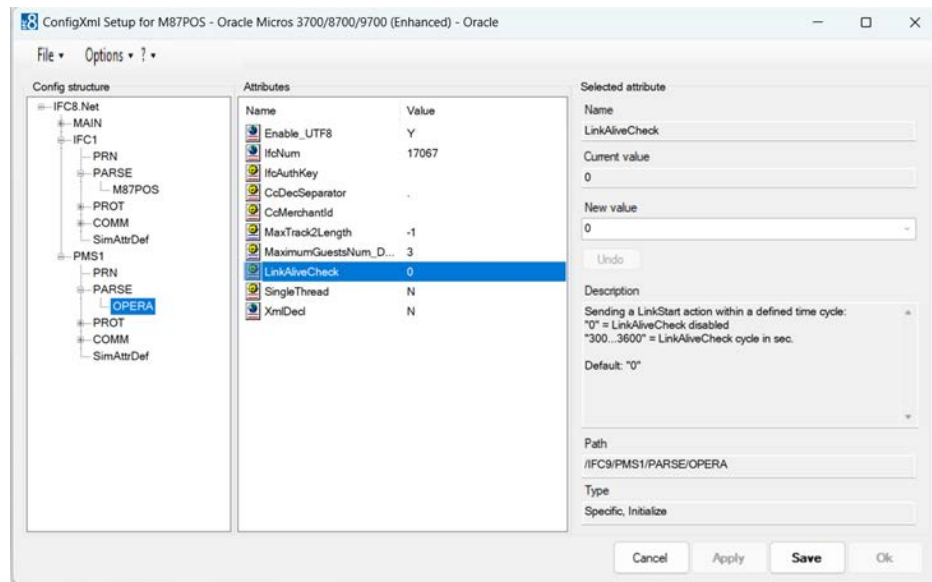 ConfigXml Setup for M87POS - Oracle Micros 3700/8700/9700 (Enhanced) - Oracle
File Options ?
Config structure
IFC8.Net
MAIN
IFC1
PRN
PARSE
M87POS
PROT
COMM
SimAttrDef
PMS1
PRN
PARSE
OPERA
PROT
COMM
SimAttrDef
Attributes
Name Value
Enable_UTF8 Y
IfcNum 17067
IfcAuthKey
CcDecSeparator .
CcMerchantId
MaxTrack2Length -1
MaximumGuestsNum_D... 3
LinkAliveCheck 0
SingleThread N
XmlDecl N
Selected attribute
Name
LinkAliveCheck
Current value
0
New value
0
Undo
Description
Sending a LinkStart action within a defined time cycle:
"0" = LinkAliveCheck disabled
"300...3600" = LinkAliveCheck cycle in sec.
Default: "0"
Path
/IFC9/PMS1/PARSE/OPERA
Type
Specific, Initialize
Cancel Apply Save Ok